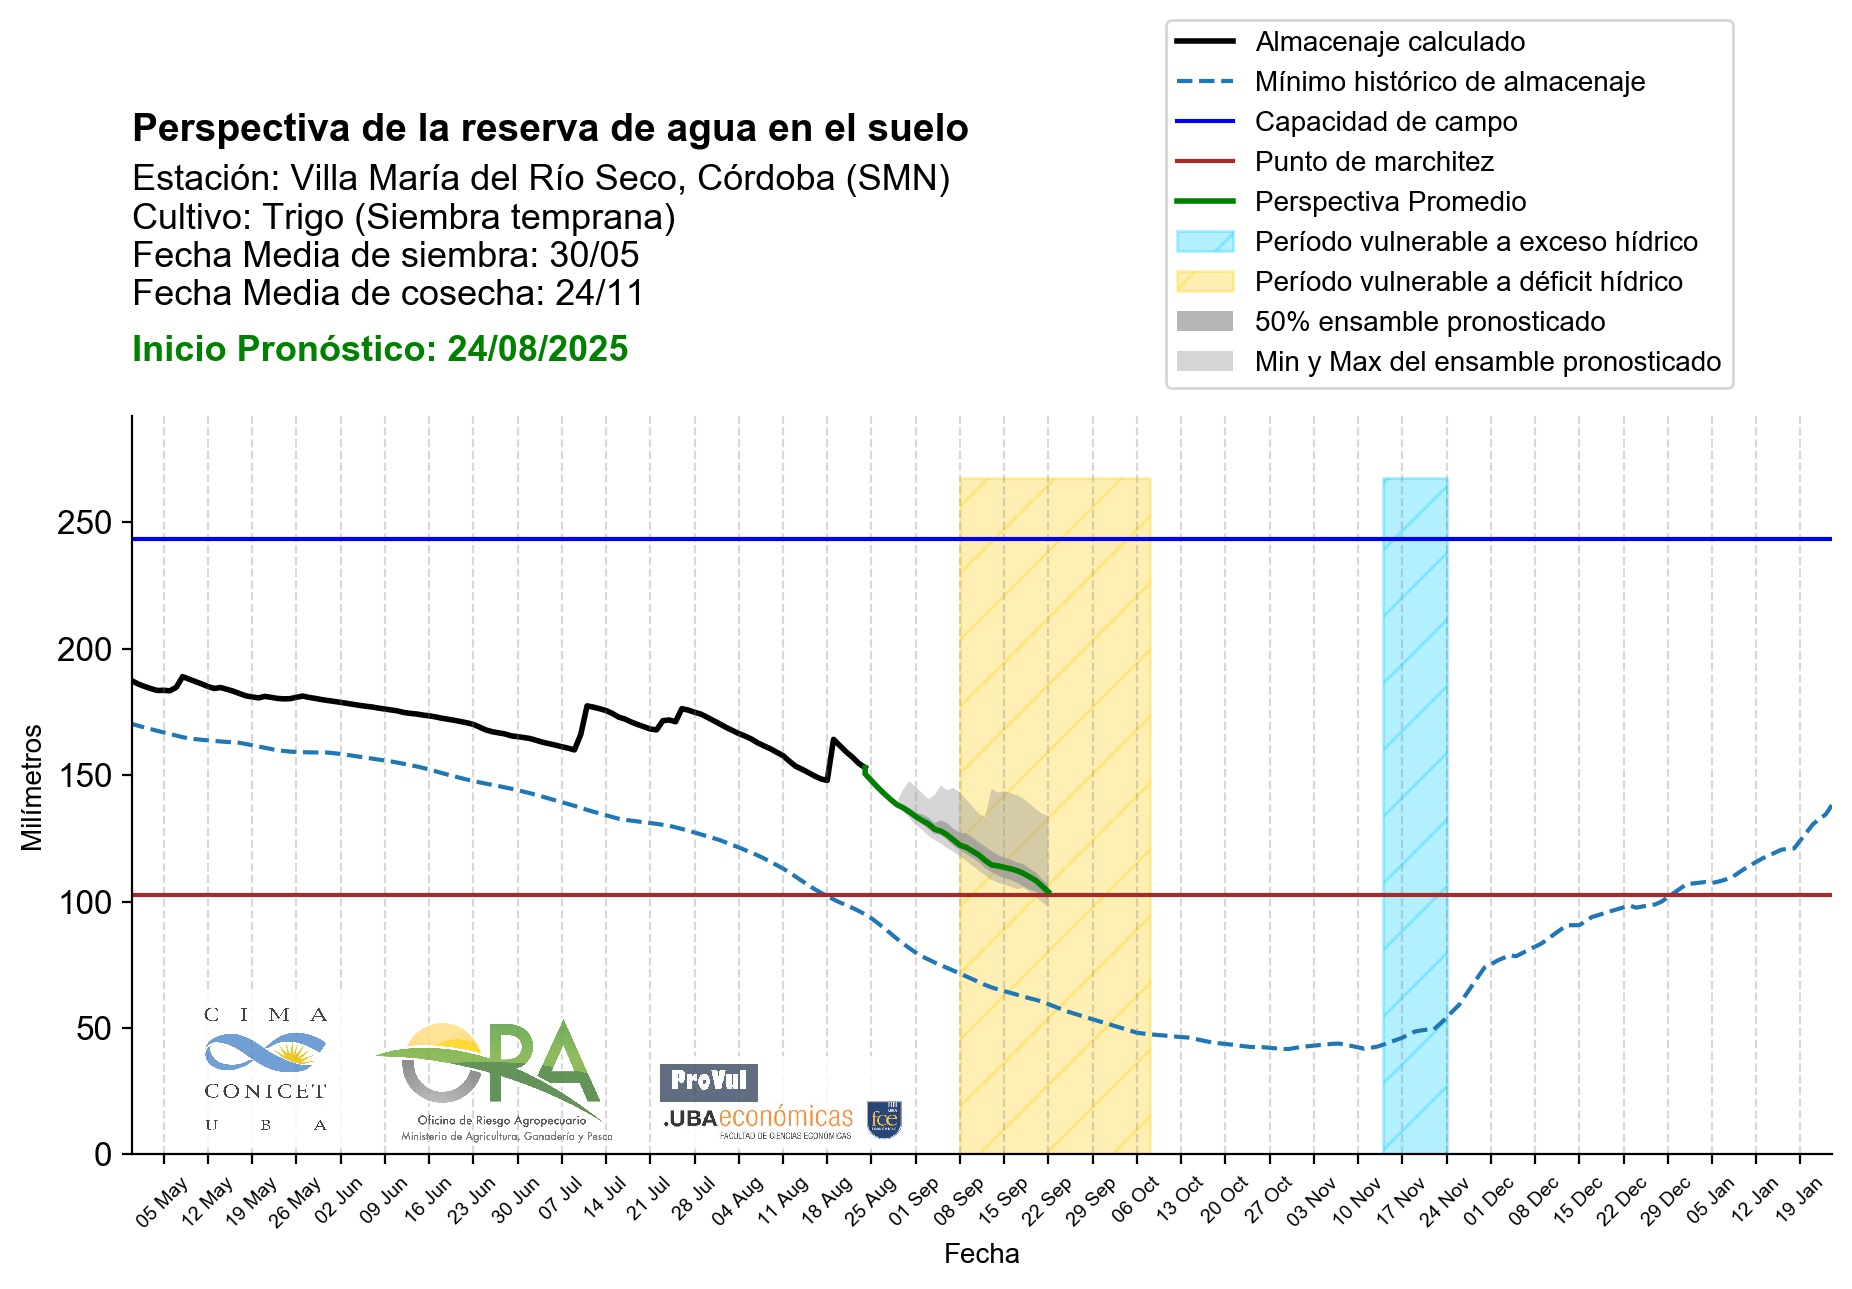 Almacenaje calculado
Mínimo histórico de almacenaje
Capacidad de campo
Punto de marchitez
Perspectiva Promedio
Período vulnerable a exceso hídrico
Período vulnerable a déficit hídrico
50% ensamble pronosticado
Min y Max del ensamble pronosticado
Perspectiva de la reserva de agua en el suelo
Estación: Villa María del Río Seco, Córdoba (SMN)
Cultivo: Trigo (Siembra temprana)
Fecha Media de siembra: 30/05
Fecha Media de cosecha: 24/11
Inicio Pronóstico: 24/08/2025
Milímetros
250
200
150
100
50
0
CIMA
CONICET
UBA
ORA
Oficina de Riesgo Agropecuario
Ministerio de Agricultura, Ganadería y Pesca
ProVul
.UBAeconómicas
FACULTAD DE CIENCIAS ECONÓMICAS
fce
05 May
12 May
19 May
26 May
02 Jun
09 Jun
16 Jun
23 Jun
30 Jun
07 Jul
14 Jul
21 Jul
28 Jul
04 Aug
11 Aug
18 Aug
25 Aug
01 Sep
08 Sep
15 Sep
22 Sep
29 Sep
06 Oct
13 Oct
20 Oct
27 Oct
03 Nov
10 Nov
17 Nov
24 Nov
01 Dec
08 Dec
15 Dec
22 Dec
29 Dec
05 Jan
12 Jan
19 Jan
Fecha